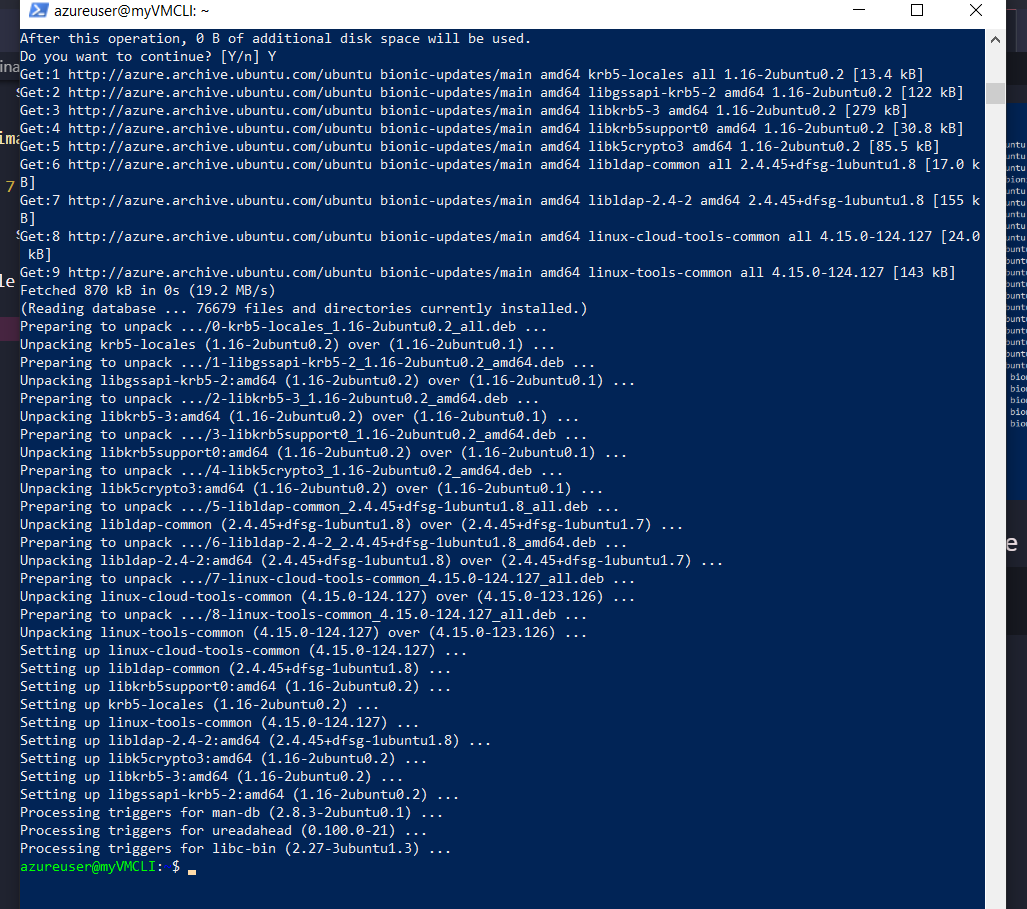 azureuser@myVMCLI: ~
After this operation, 0 B of additional disk space will be used.
Do you want to continue? [Y/n] Y
Get:1 http://azure.archive.ubuntu.com/ubuntu bionic-updates/main amd64 krb5-locales all 1.16-2ubuntu0.2 [13.4 kB]
Get:2 http://azure.archive.ubuntu.com/ubuntu bionic-updates/main amd64 libgssapi-krb5-2 amd64 1.16-2ubuntu0.2 [122 kB]
Get:3 http://azure.archive.ubuntu.com/ubuntu bionic-updates/main amd64 libkrb5-3 amd64 1.16-2ubuntu0.2 [279 kB]
Get:4 http://azure.archive.ubuntu.com/ubuntu bionic-updates/main amd64 libkrb5support0 amd64 1.16-2ubuntu0.2 [30.8 kB]
Get:5 http://azure.archive.ubuntu.com/ubuntu bionic-updates/main amd64 libk5crypto3 amd64 1.16-2ubuntu0.2 [85.5 kB]
Get:6 http://azure.archive.ubuntu.com/ubuntu bionic-updates/main amd64 libldap-common all 2.4.45+dfsg-1ubuntu1.8 [17.0 k
B]
Get:7 http://azure.archive.ubuntu.com/ubuntu bionic-updates/main amd64 libldap-2.4-2 amd64 2.4.45+dfsg-1ubuntu1.8 [155 k
B]
Get:8 http://azure.archive.ubuntu.com/ubuntu bionic-updates/main amd64 linux-cloud-tools-common all 4.15.0-124.127 [24.0
 kB]
Get:9 http://azure.archive.ubuntu.com/ubuntu bionic-updates/main amd64 linux-tools-common all 4.15.0-124.127 [143 kB]
Fetched 870 kB in 0s (19.2 MB/s)
(Reading database ... 76679 files and directories currently installed.)
Preparing to unpack .../0-krb5-locales_1.16-2ubuntu0.2_all.deb ...
Unpacking krb5-locales (1.16-2ubuntu0.2) over (1.16-2ubuntu0.1) ...
Preparing to unpack .../1-libgssapi-krb5-2_1.16-2ubuntu0.2_amd64.deb ...
Unpacking libgssapi-krb5-2:amd64 (1.16-2ubuntu0.2) over (1.16-2ubuntu0.1) ...
Preparing to unpack .../2-libkrb5-3_1.16-2ubuntu0.2_amd64.deb ...
Unpacking libkrb5-3:amd64 (1.16-2ubuntu0.2) over (1.16-2ubuntu0.1) ...
Preparing to unpack .../3-libkrb5support0_1.16-2ubuntu0.2_amd64.deb ...
Unpacking libkrb5support0:amd64 (1.16-2ubuntu0.2) over (1.16-2ubuntu0.1) ...
Preparing to unpack .../4-libk5crypto3_1.16-2ubuntu0.2_amd64.deb ...
Unpacking libk5crypto3:amd64 (1.16-2ubuntu0.2) over (1.16-2ubuntu0.1) ...
Preparing to unpack .../5-libldap-common_2.4.45+dfsg-1ubuntu1.8_all.deb ...
Unpacking libldap-common (2.4.45+dfsg-1ubuntu1.8) over (2.4.45+dfsg-1ubuntu1.7) ...
Preparing to unpack .../6-libldap-2.4-2_2.4.45+dfsg-1ubuntu1.8_amd64.deb ...
Unpacking libldap-2.4-2:amd64 (2.4.45+dfsg-1ubuntu1.8) over (2.4.45+dfsg-1ubuntu1.7) ...
Preparing to unpack .../7-linux-cloud-tools-common_4.15.0-124.127_all.deb ...
Unpacking linux-cloud-tools-common (4.15.0-124.127) over (4.15.0-123.126) ...
Preparing to unpack .../8-linux-tools-common_4.15.0-124.127_all.deb ...
Unpacking linux-tools-common (4.15.0-124.127) over (4.15.0-123.126) ...
Setting up linux-cloud-tools-common (4.15.0-124.127) ...
Setting up libldap-common (2.4.45+dfsg-1ubuntu1.8) ...
Setting up libkrb5support0:amd64 (1.16-2ubuntu0.2) ...
Setting up krb5-locales (1.16-2ubuntu0.2) ...
Setting up linux-tools-common (4.15.0-124.127) ...
Setting up libldap-2.4-2:amd64 (2.4.45+dfsg-1ubuntu1.8) ...
Setting up libk5crypto3:amd64 (1.16-2ubuntu0.2) ...
Setting up libkrb5-3:amd64 (1.16-2ubuntu0.2) ...
Setting up libgssapi-krb5-2:amd64 (1.16-2ubuntu0.2) ...
Processing triggers for man-db (2.8.3-2ubuntu0.1) ...
Processing triggers for ureadahead (0.100.0-21) ...
Processing triggers for libc-bin (2.27-3ubuntu1.3) ...
azureuser@myVMCLI: $